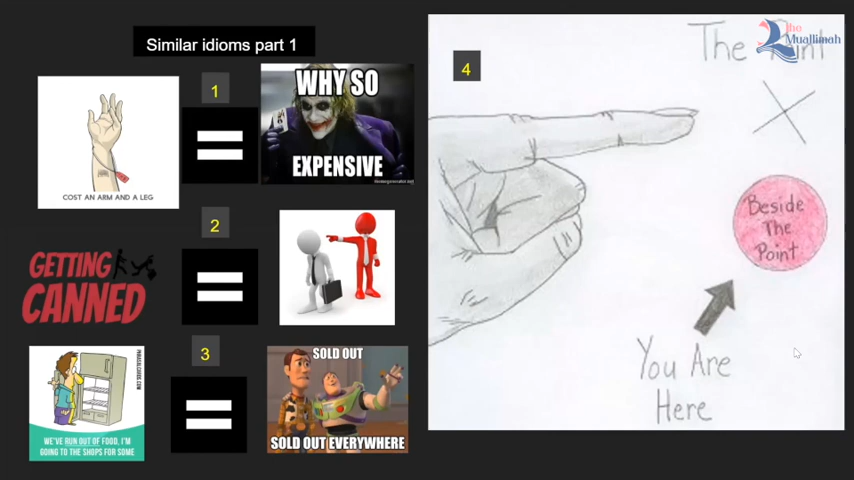 Similar idioms part 1
1
COST AN ARM AND A LEG
WHY SO
EXPENSIVE
2
GETTING
CANNED
3
WE'VE RUN OUT OF FOOD, I'M
GOING TO THE SHOPS FOR SOME
SOLD OUT
SOLD OUT EVERYWHERE
4
The Point
The
Muallimah
Beside
The
Point
You Are
Here